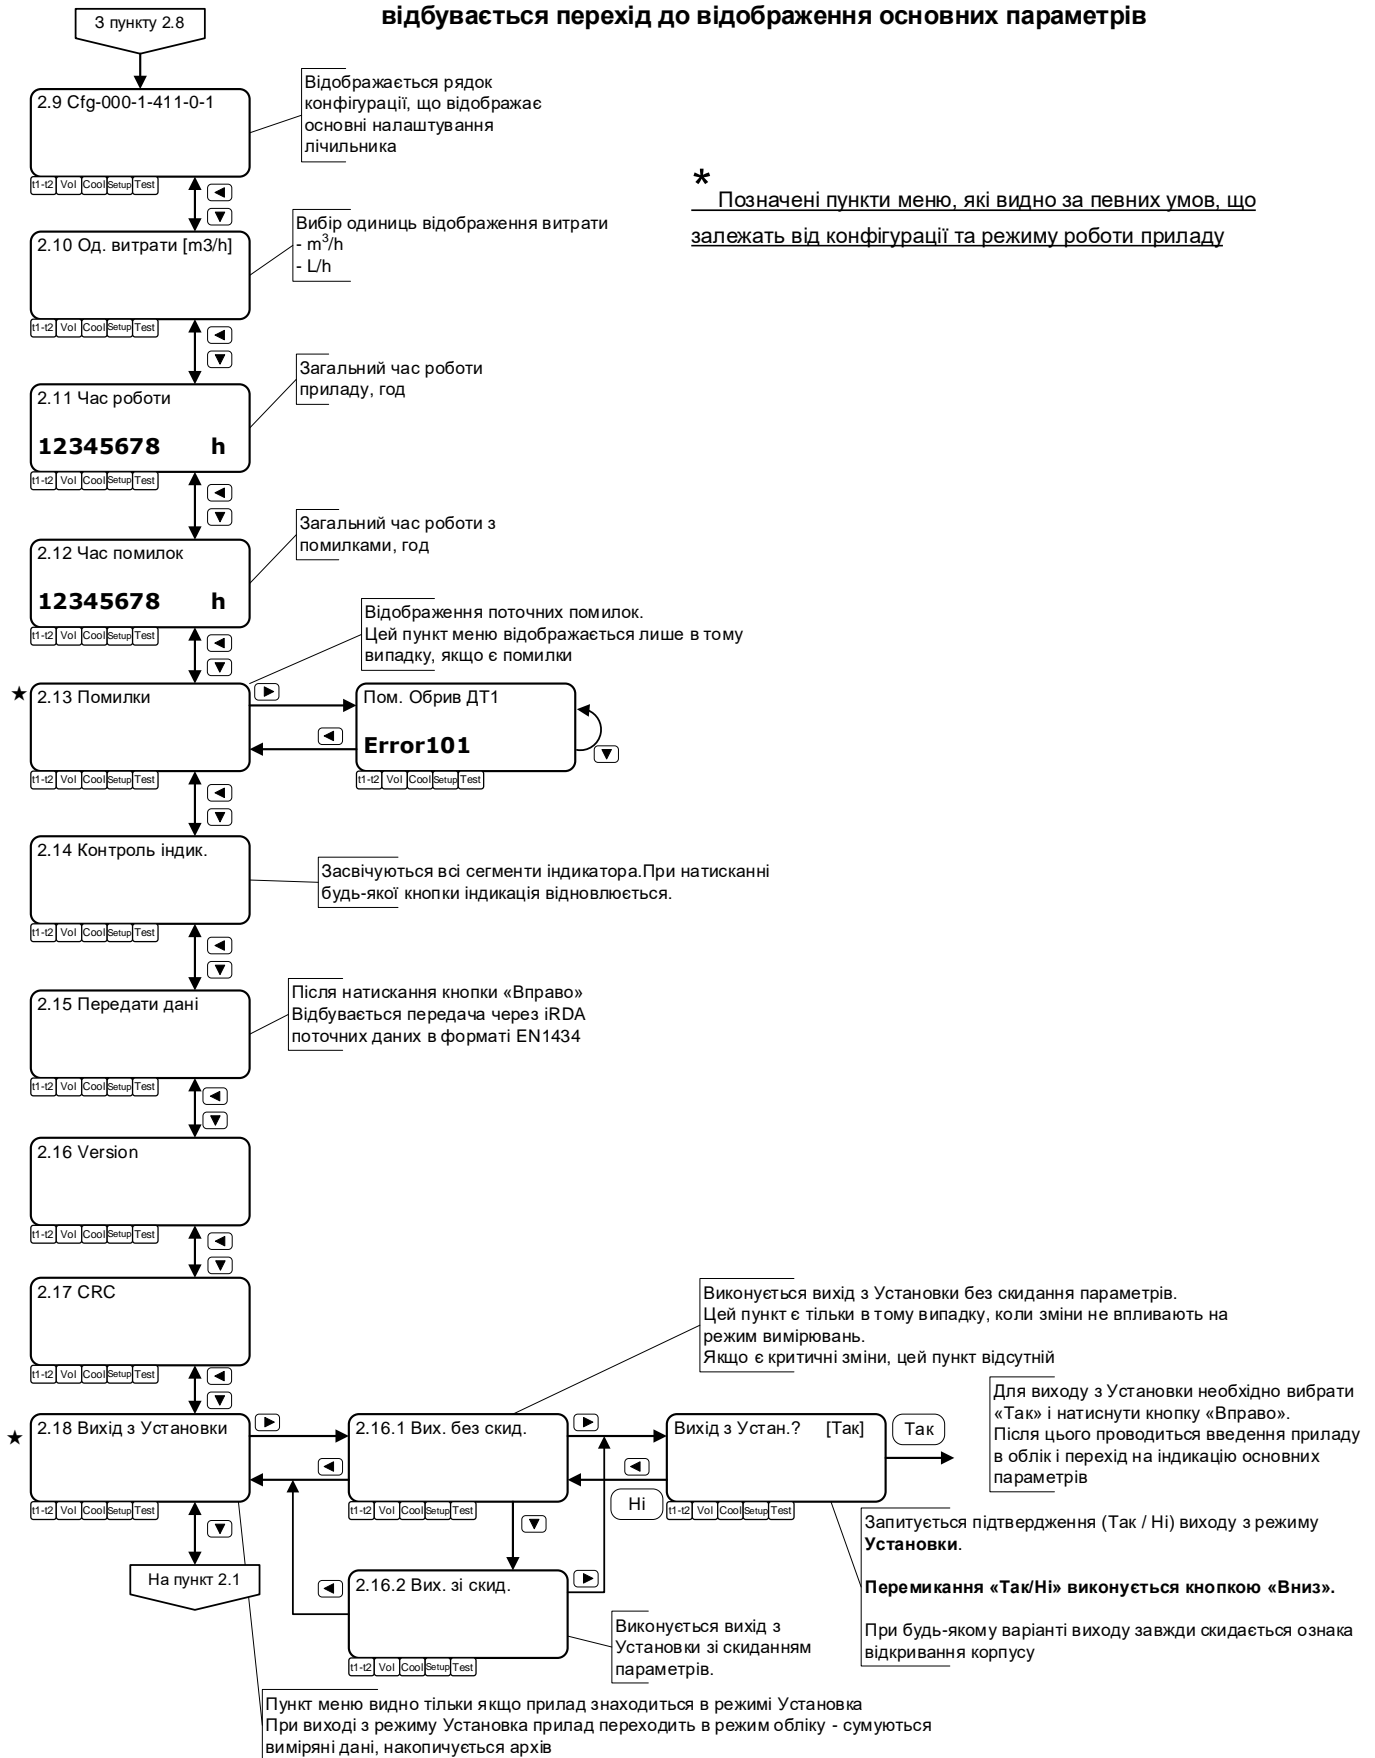 відбувається перехід до відображення основних параметрів
З пункту 2.8
2.9 Cfg-000-1-411-0-1
t1-t2 Vol Cool Setup Test
Відображається рядок
конфігурації, що відображає
основні налаштування
лічильника
*
Позначені пункти меню, які видно за певних умов, що
залежать від конфігурації та режиму роботи приладу
2.10 Од. витрати [m3/h]
t1-t2 Vol Cool Setup Test
Вибір одиниць відображення витрати
- m³/h
- L/h
2.11 Час роботи
12345678 h
t1-t2 Vol Cool Setup Test
Загальний час роботи
приладу, год
2.12 Час помилок
12345678 h
t1-t2 Vol Cool Setup Test
Загальний час роботи з
помилками, год
Відображення поточних помилок.
Цей пункт меню відображається лише в тому
випадку, якщо є помилки
★
2.13 Помилки
t1-t2 Vol Cool Setup Test
Пом. Обрив ДТ1
Error101
t1-t2 Vol Cool Setup Test
2.14 Контроль індик.
t1-t2 Vol Cool Setup Test
Засвічуються всі сегменти індикатора.При натисканні
будь-якої кнопки індикація відновлюється.
2.15 Передати дані
t1-t2 Vol Cool Setup Test
Після натискання кнопки «Вправо»
Відбувається передача через iRDA
поточних даних в форматі EN1434
2.16 Version
t1-t2 Vol Cool Setup Test
2.17 CRC
t1-t2 Vol Cool Setup Test
Виконується вихід з Установки без скидання параметрів.
Цей пункт є тільки в тому випадку, коли зміни не впливають на
режим вимірювань.
Якщо є критичні зміни, цей пункт відсутній
★
2.18 Вихід з Установки
t1-t2 Vol Cool Setup Test
2.16.1 Вих. без скид.
t1-t2 Vol Cool Setup Test
Вихід з Устан.? [Так]
t1-t2 Vol Cool Setup Test
Так
Ні
Для виходу з Установки необхідно вибрати
«Так» і натиснути кнопку «Вправо».
Після цього проводиться введення приладу
в облік і перехід на індикацію основних
параметрів
На пункт 2.1
2.16.2 Вих. зі скид.
t1-t2 Vol Cool Setup Test
Виконується вихід з
Установки зі скиданням
параметрів.
Запитується підтвердження (Так / Ні) виходу з режиму
Установки.
Перемикання «Так/Ні» виконується кнопкою «Вниз».
При будь-якому варіанті виходу завжди скидається ознака
відкривання корпусу
Пункт меню видно тільки якщо прилад знаходиться в режимі Установка
При виході з режиму Установка прилад переходить в режим обліку - сумуються
виміряні дані, накопичується архів